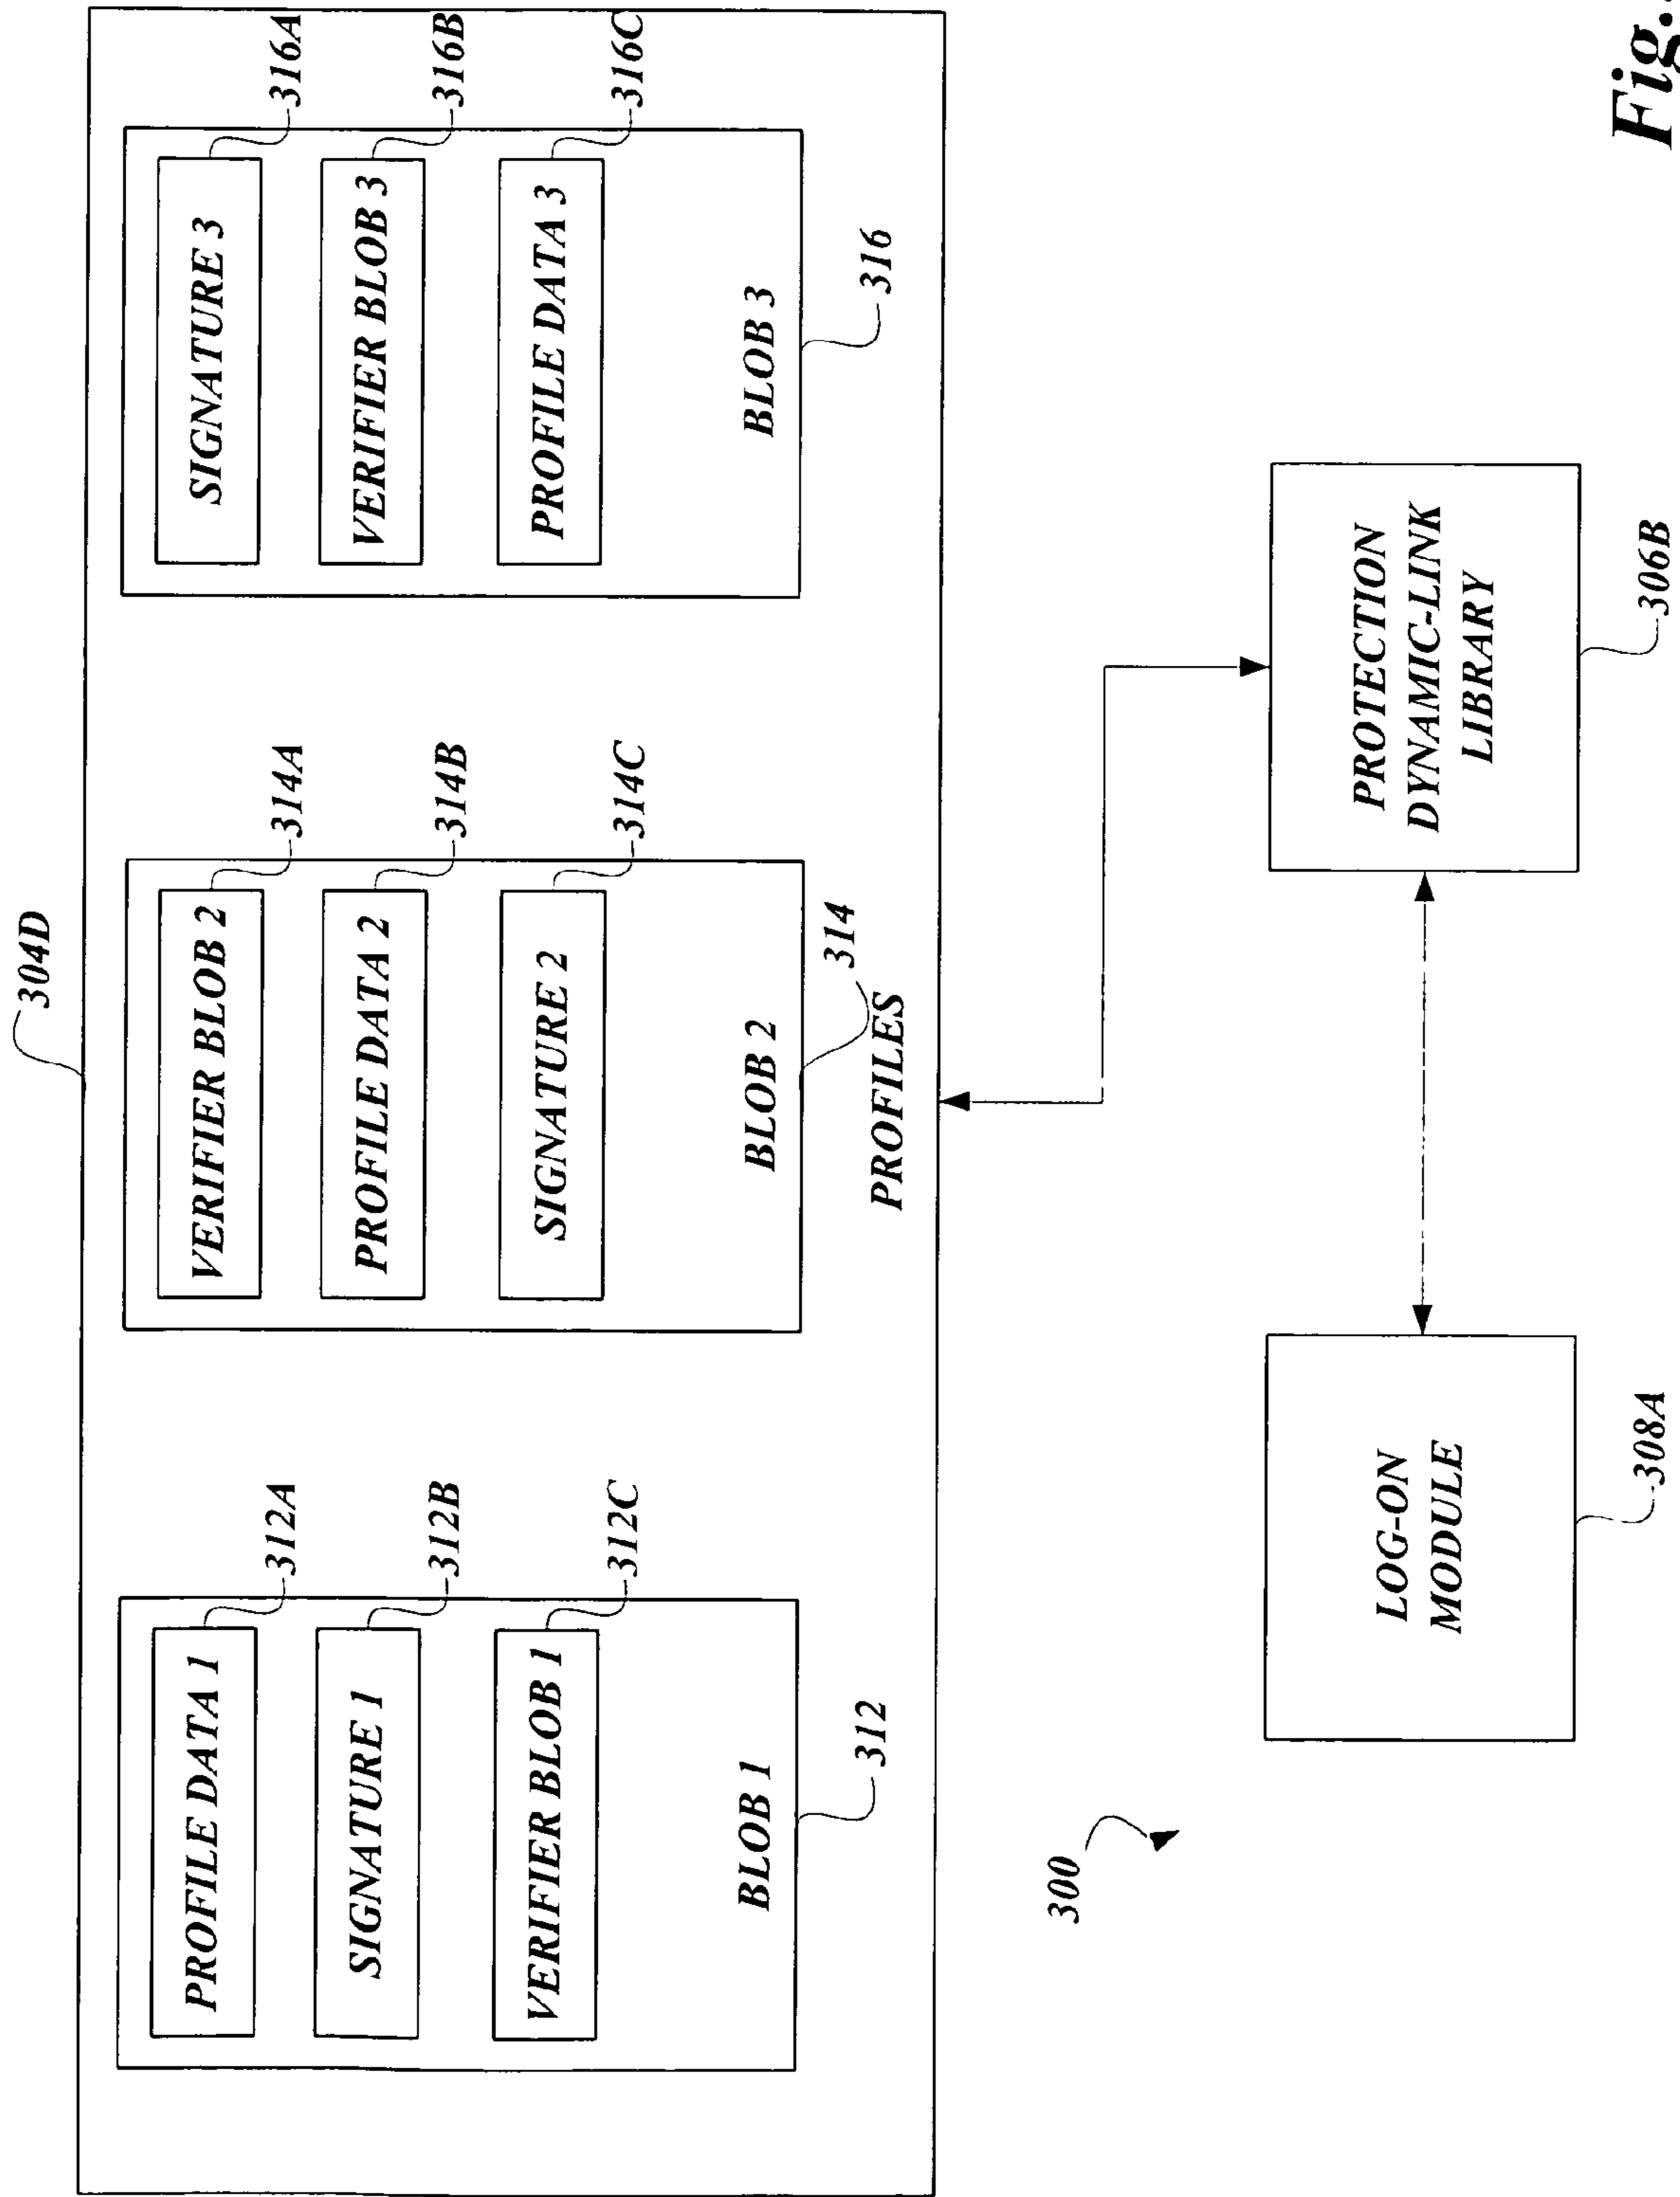 304D
PROFILE DATA 1
312A
SIGNATURE 1
312B
VERIFIER BLOB 1
312C
BLOB 1
312
VERIFIER BLOB 2
314A
PROFILE DATA 2
314B
SIGNATURE 2
314C
BLOB 2
314
SIGNATURE 3
316A
VERIFIER BLOB 3
316B
PROFILE DATA 3
316C
BLOB 3
316
PROFILES
300
LOG-ON
MODULE
308A
PROTECTION
DYNAMIC-LINK
LIBRARY
306B
Fig.